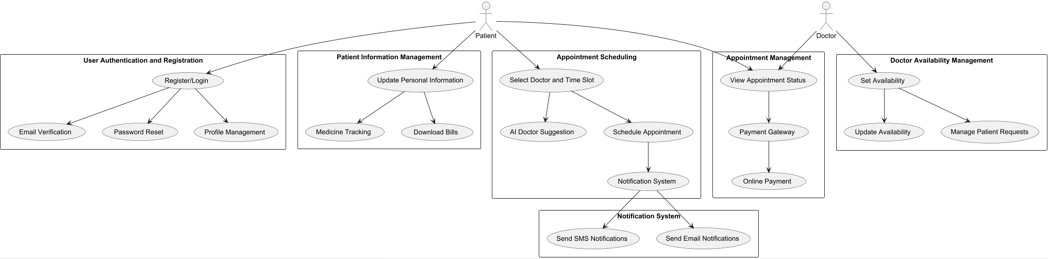 Patient
Doctor
User Authentication and Registration
Register/Login
Email Verification
Password Reset
Profile Management
Patient Information Management
Update Personal Information
Medicine Tracking
Download Bills
Appointment Scheduling
Select Doctor and Time Slot
AI Doctor Suggestion
Schedule Appointment
Notification System
Appointment Management
View Appointment Status
Payment Gateway
Online Payment
Doctor Availability Management
Set Availability
Update Availability
Manage Patient Requests
Notification System
Send SMS Notifications
Send Email Notifications